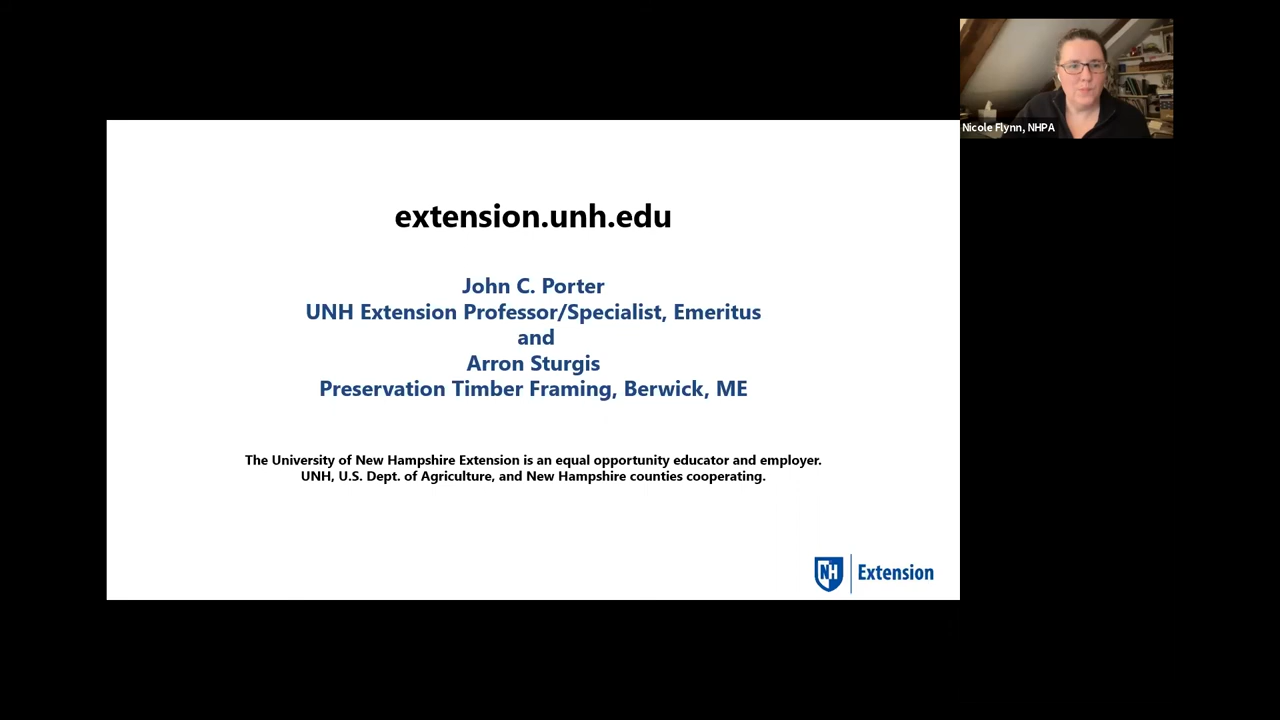 Nicole Flynn, NHPA
extension.unh.edu
John C. Porter
UNH Extension Professor/Specialist, Emeritus
and
Arron Sturgis
Preservation Timber Framing, Berwick, ME
The University of New Hampshire Extension is an equal opportunity educator and employer.
UNH, U.S. Dept. of Agriculture, and New Hampshire counties cooperating.
NH Extension